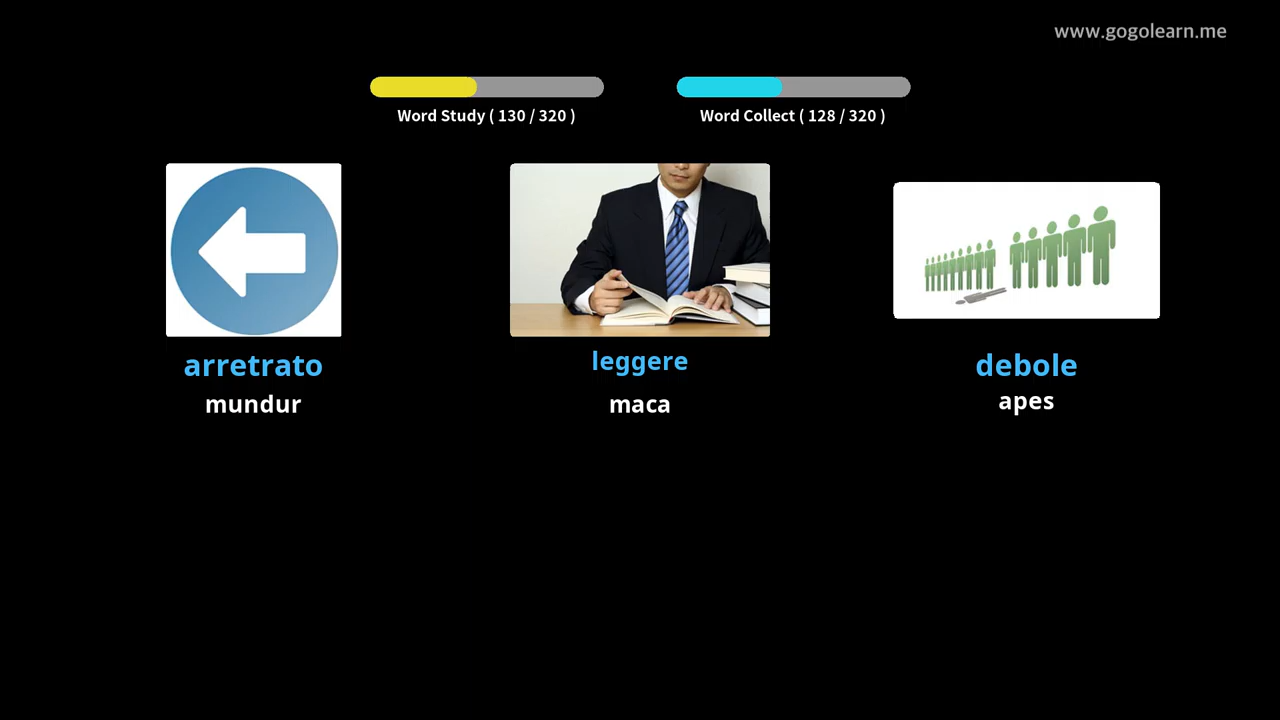 www.gogolearn.me
Word Study ( 130 / 320 )
Word Collect ( 128 / 320 )
arretrato
mundur
leggere
maca
debole
apes